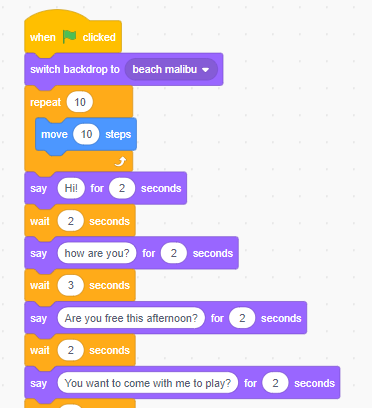 when clicked
switch backdrop to beach malibu
repeat 10
move 10 steps
say Hi! for 2 seconds
wait 2 seconds
say how are you? for 2 seconds
wait 3 seconds
say Are you free this afternoon? for 2 seconds
wait 2 seconds
say You want to come with me to play? for 2 seconds